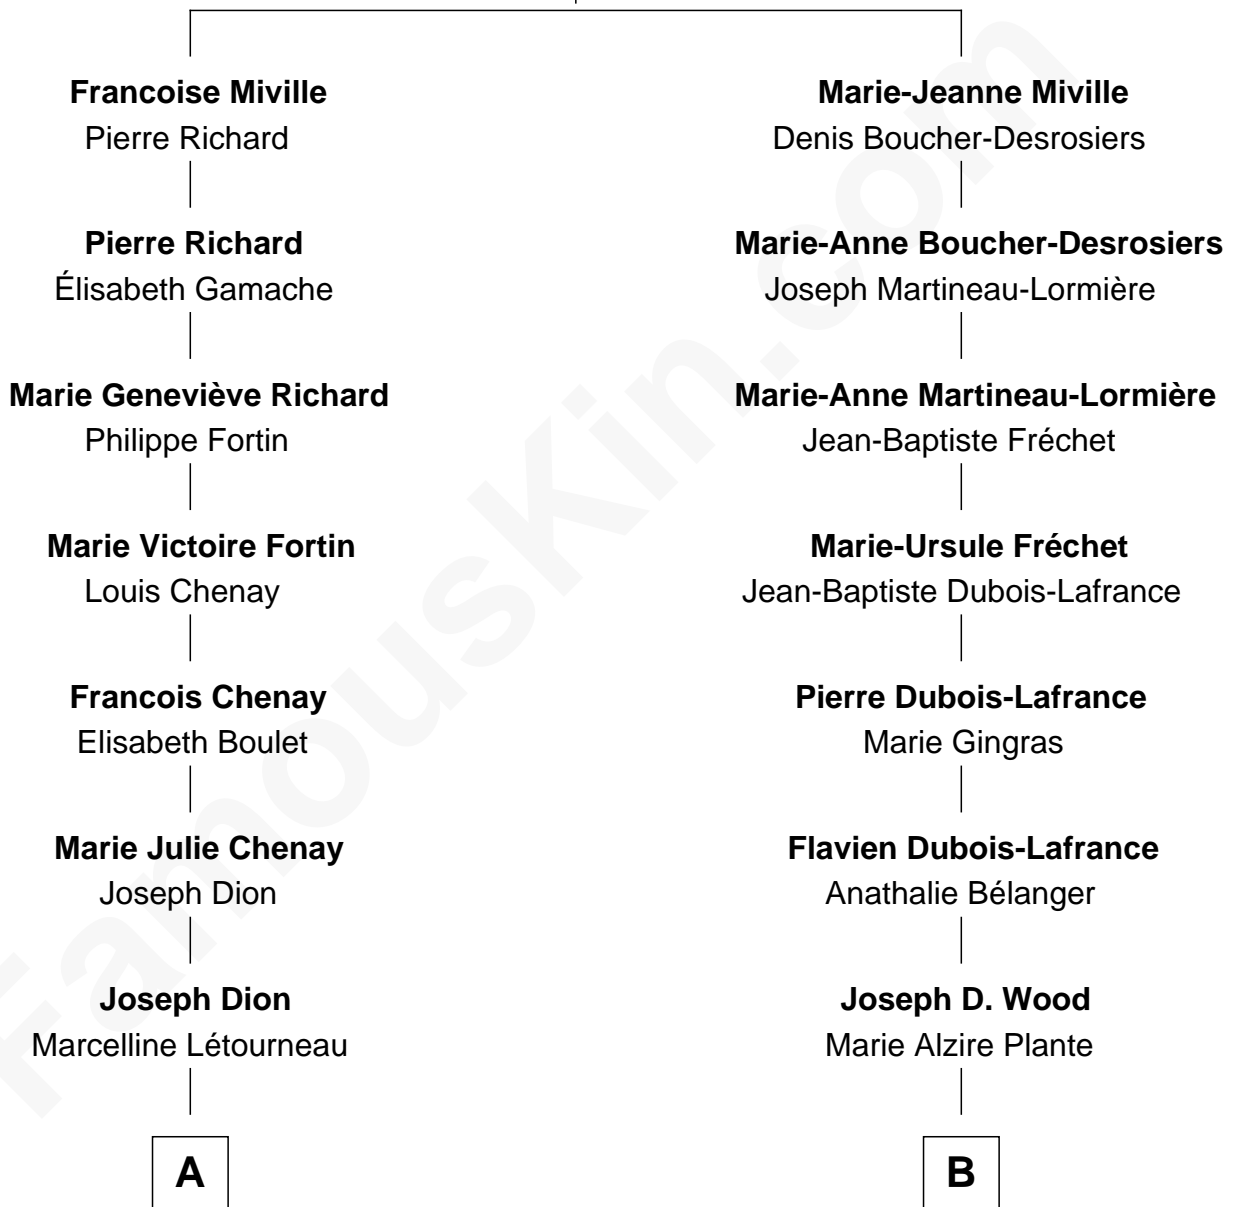 Francoise Miville
Pierre Richard
Pierre Richard
Élisabeth Gamache
Marie Geneviève Richard
Philippe Fortin
Marie Victoire Fortin
Louis Chenay
Francois Chenay
Elisabeth Boulet
Marie Julie Chenay
Joseph Dion
Joseph Dion
Marcelline Létourneau
A
Marie-Jeanne Miville
Denis Boucher-Desrosiers
Marie-Anne Boucher-Desrosiers
Joseph Martineau-Lormière
Marie-Anne Martineau-Lormière
Jean-Baptiste Fréchet
Marie-Ursule Fréchet
Jean-Baptiste Dubois-Lafrance
Pierre Dubois-Lafrance
Marie Gingras
Flavien Dubois-Lafrance
Anathalie Bélanger
Joseph D. Wood
Marie Alzire Plante
B
FamousKin.com